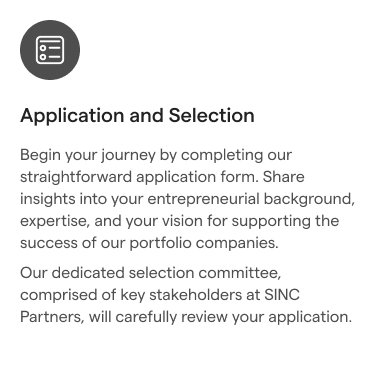 Application and Selection
Begin your journey by completing our
straightforward application form. Share
insights into your entrepreneurial background,
expertise, and your vision for supporting the
success of our portfolio companies.
Our dedicated selection committee,
comprised of key stakeholders at SINC
Partners, will carefully review your application.